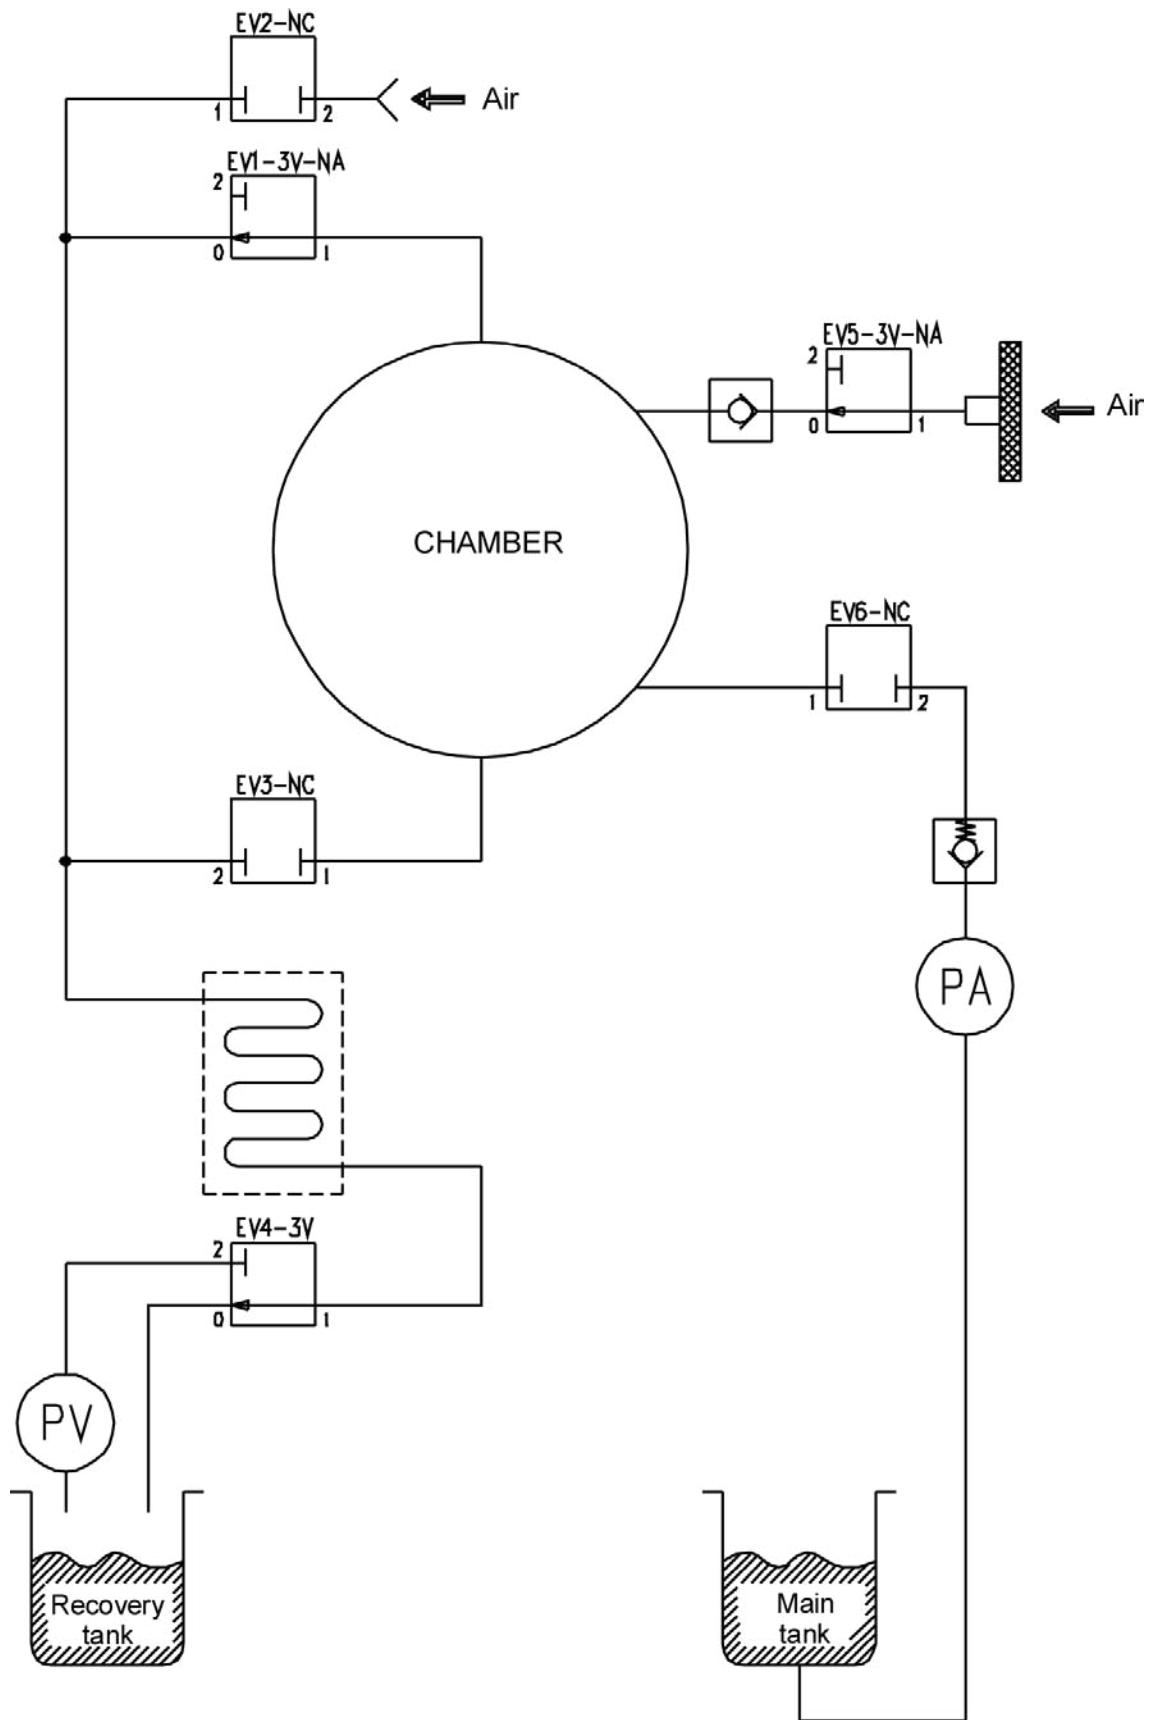 EV2-NC
1
2
Air
EV1-3V-NA
2
0
1
EV5-3V-NA
2
0
1
Air
CHAMBER
EV6-NC
1
2
EV3-NC
2
1
PA
EV4-3V
2
0
1
PV
Recovery
tank
Main
tank